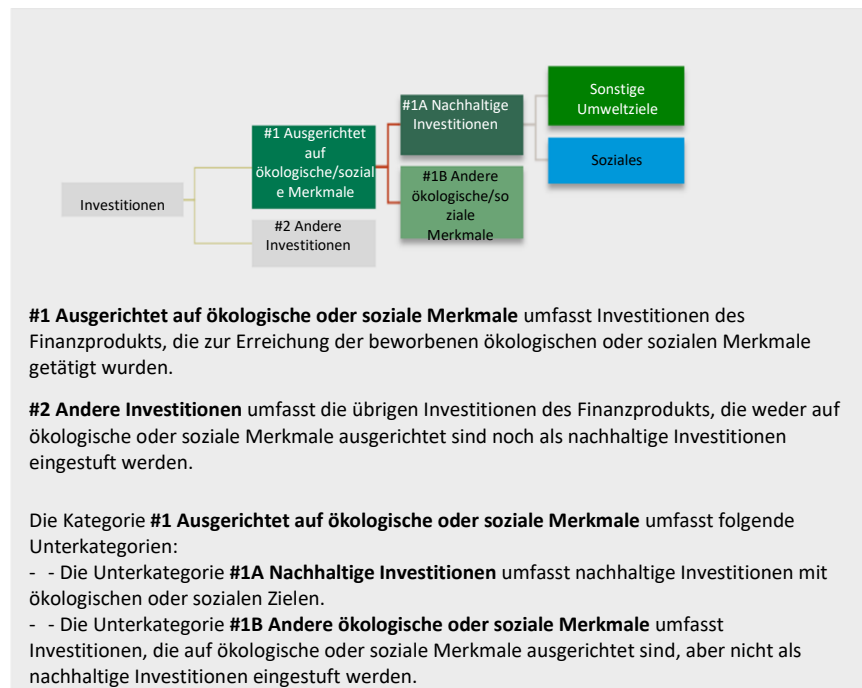 Sonstige
Umweltziele
#1A Nachhaltige
Investitionen
#1 Ausgerichtet
auf
ökologische/sozial
e Merkmale
Soziales
#1B Andere
ökologische/so
ziale
Merkmale
Investitionen
#2 Andere
Investitionen
#1 Ausgerichtet auf ökologische oder soziale Merkmale umfasst Investitionen des
Finanzprodukts, die zur Erreichung der beworbenen ökologischen oder sozialen Merkmale
getätigt wurden.
#2 Andere Investitionen umfasst die übrigen Investitionen des Finanzprodukts, die weder auf
ökologische oder soziale Merkmale ausgerichtet sind noch als nachhaltige Investitionen
eingestuft werden.
Die Kategorie #1 Ausgerichtet auf ökologische oder soziale Merkmale umfasst folgende
Unterkategorien:
- - Die Unterkategorie #1A Nachhaltige Investitionen umfasst nachhaltige Investitionen mit
ökologischen oder sozialen Zielen.
- - Die Unterkategorie #1B Andere ökologische oder soziale Merkmale umfasst
Investitionen, die auf ökologische oder soziale Merkmale ausgerichtet sind, aber nicht als
nachhaltige Investitionen eingestuft werden.